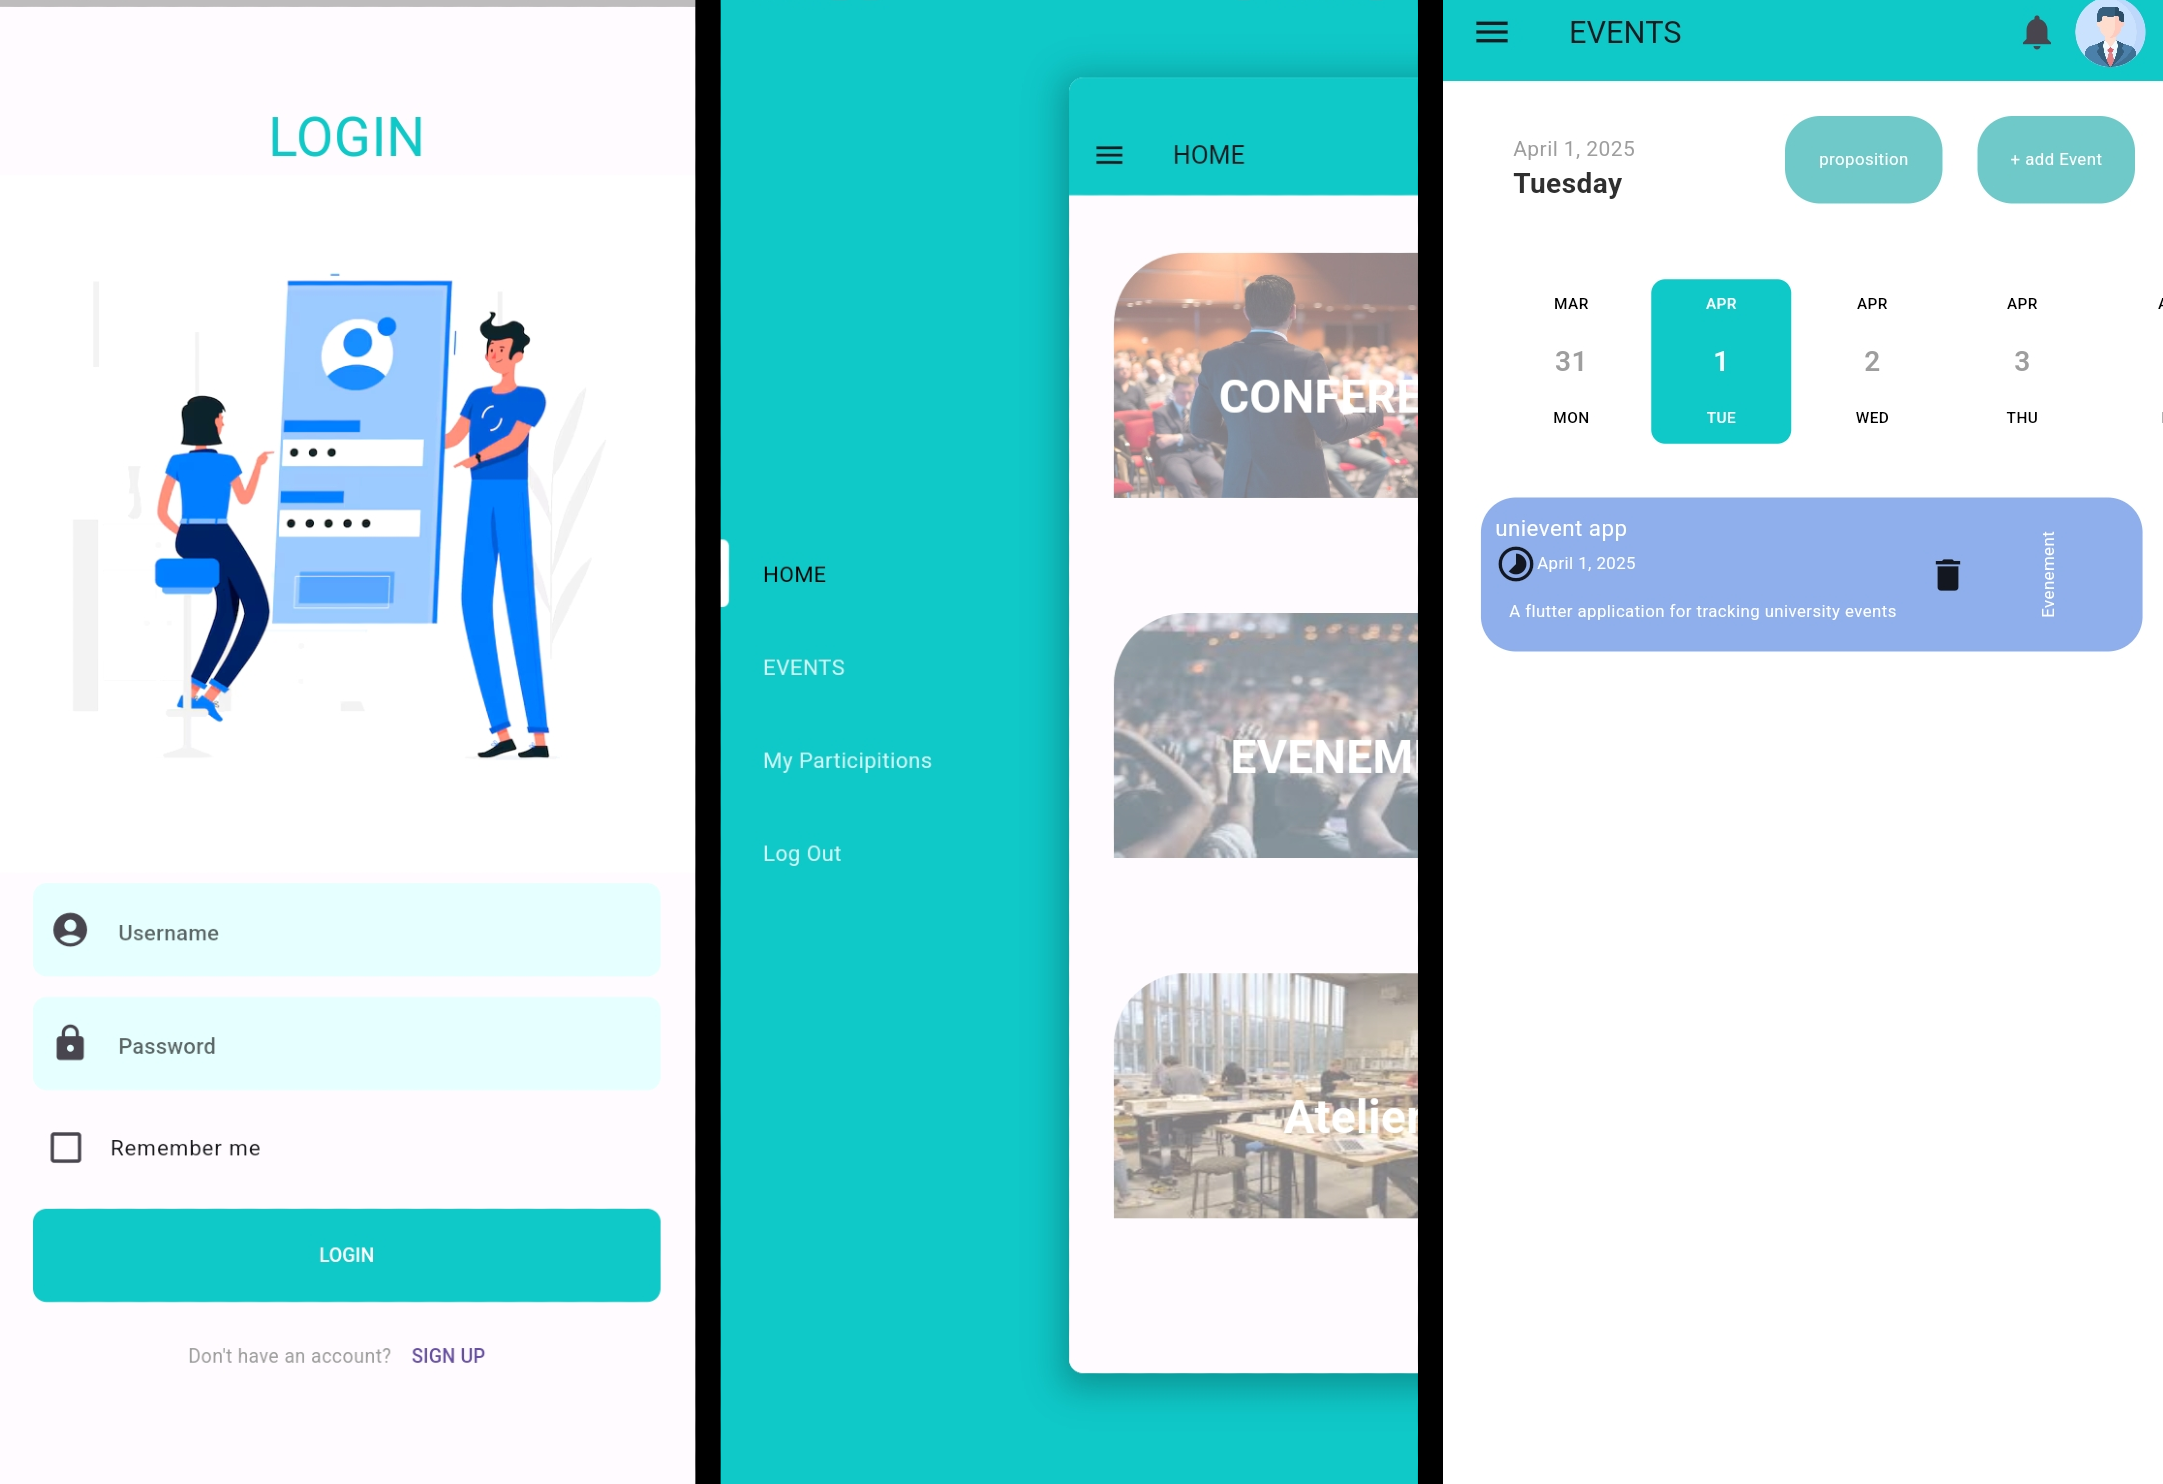 LOGIN
Username
Password
Remember me
LOGIN
Don't have an account? SIGN UP
HOME
EVENTS
My Participitions
Log Out
HOME
CONFERE
EVENEM
Atelier
EVENTS
April 1, 2025
Tuesday
proposition
+ add Event
MAR APR APR APR
31 1 2 3
MON TUE WED THU
unievent app
April 1, 2025
A flutter application for tracking university events
Evenement